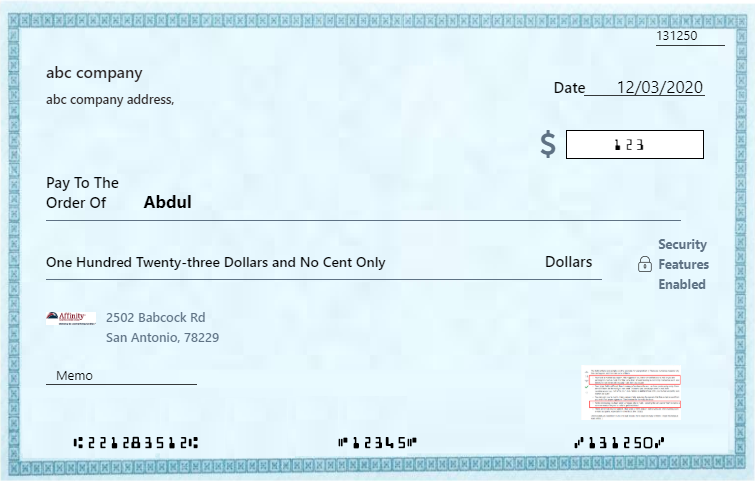 131250
abc company
Date 12/03/2020
abc company address,
$ 123
Pay To The
Order Of Abdul
One Hundred Twenty-three Dollars and No Cent Only Dollars
Security
Features
Enabled
Affinity
2502 Babcock Rd
San Antonio, 78229
Memo
⑆221283512⑆ ⑈12345⑈ ⑇131250⑇